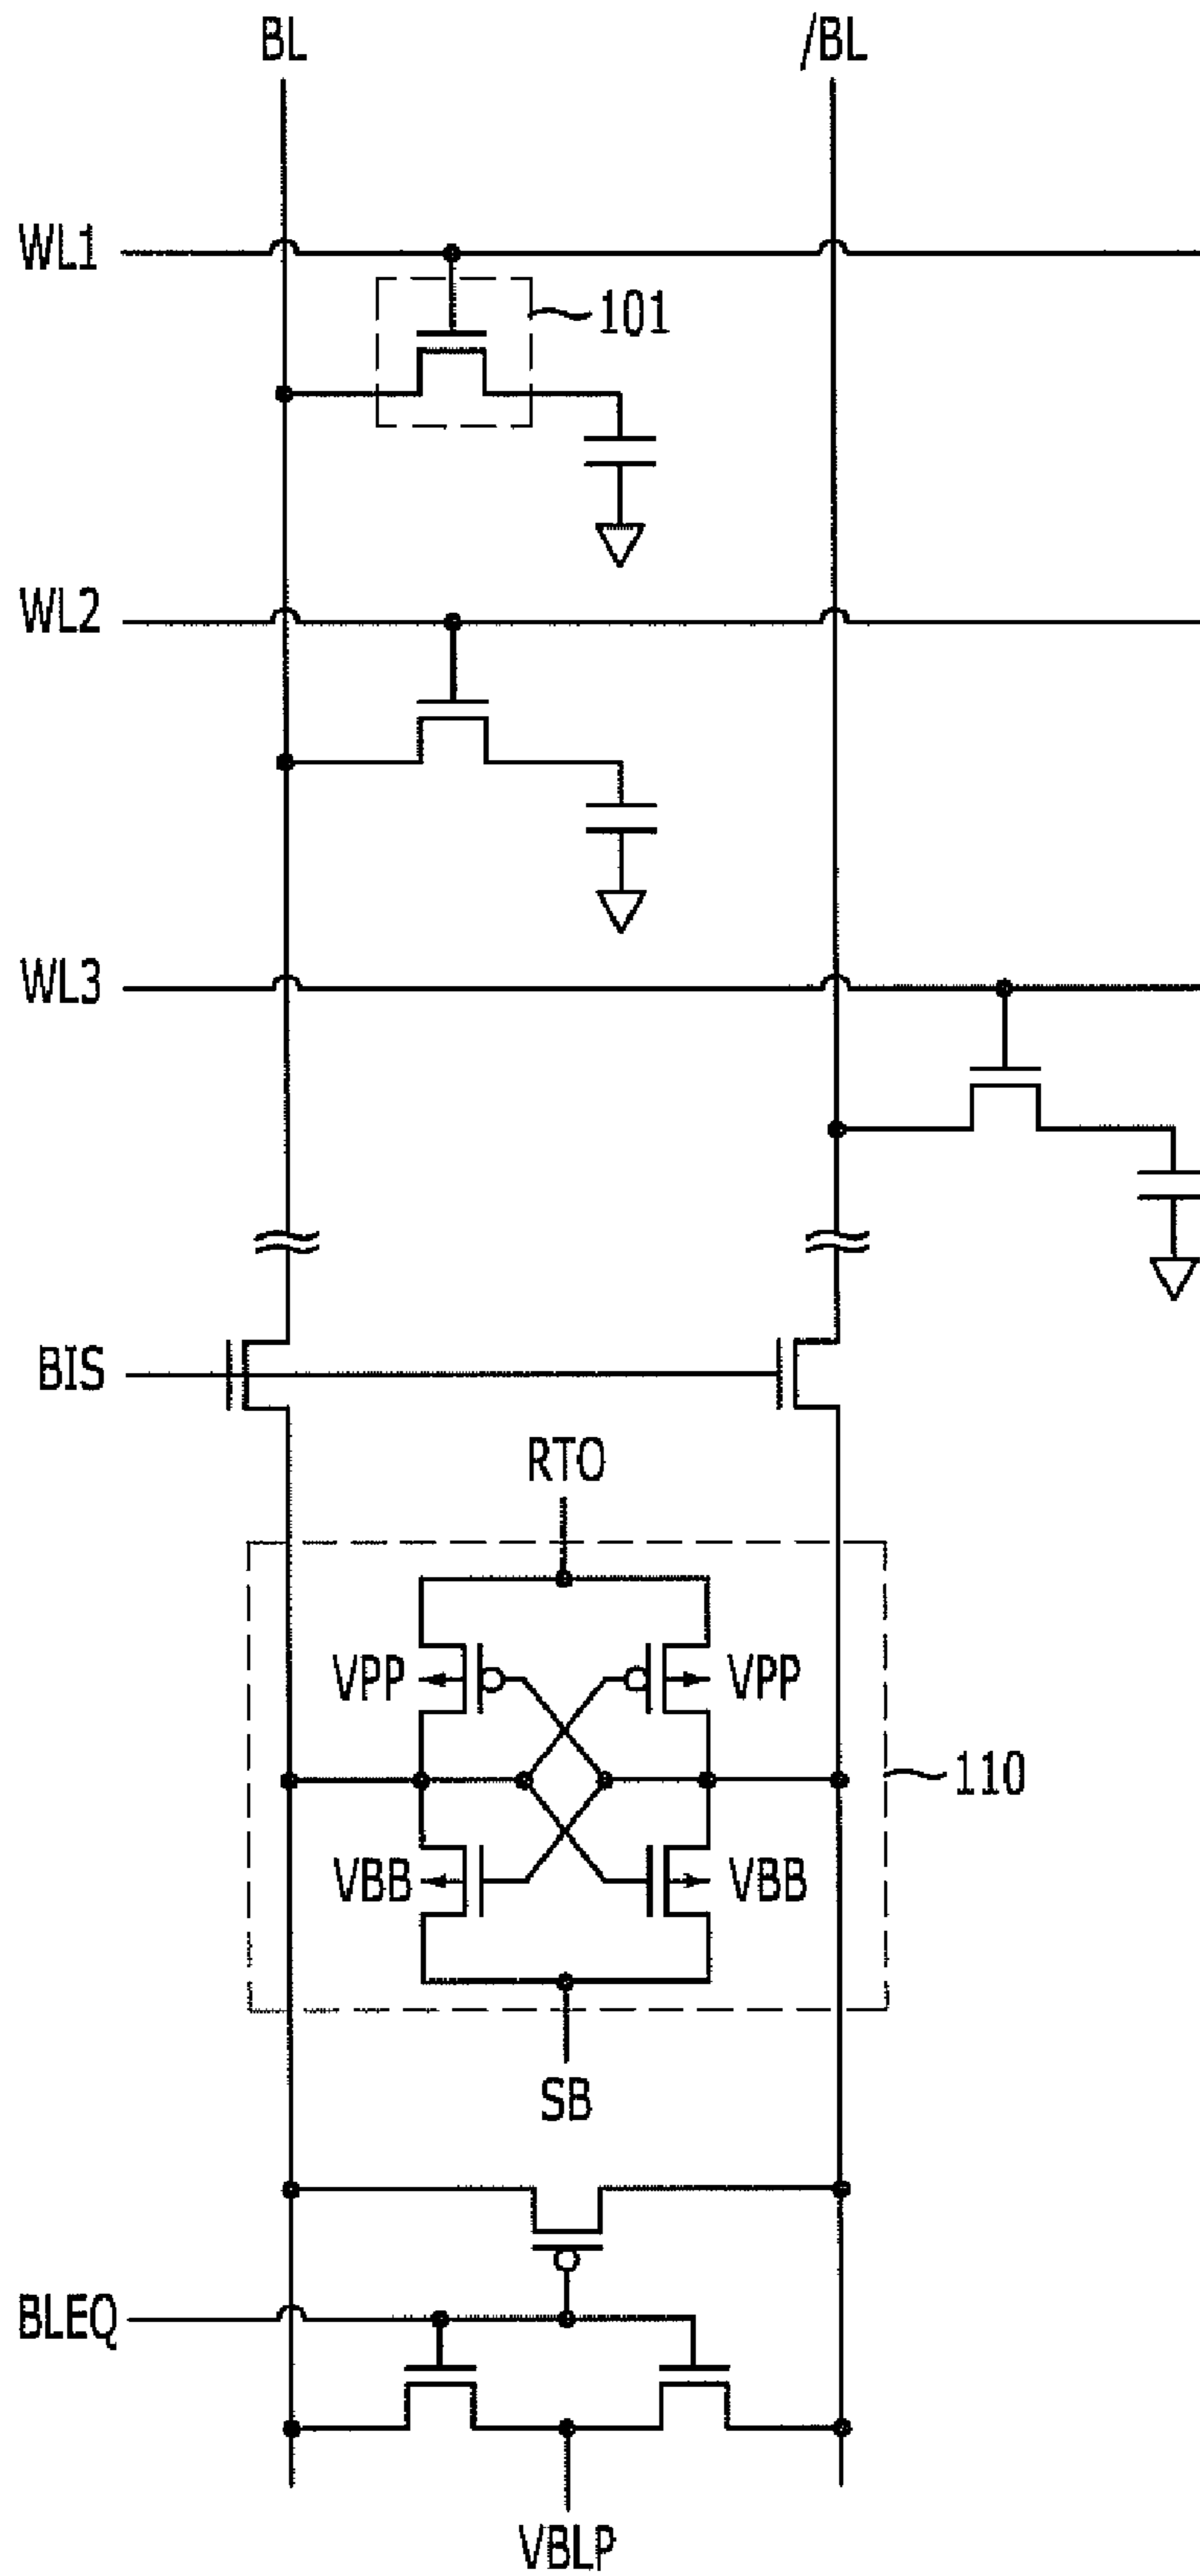 BL /BL
WL1
101
WL2
WL3
BIS
RTO
VPP VPP
110
VBB VBB
SB
BLEQ
VBLP